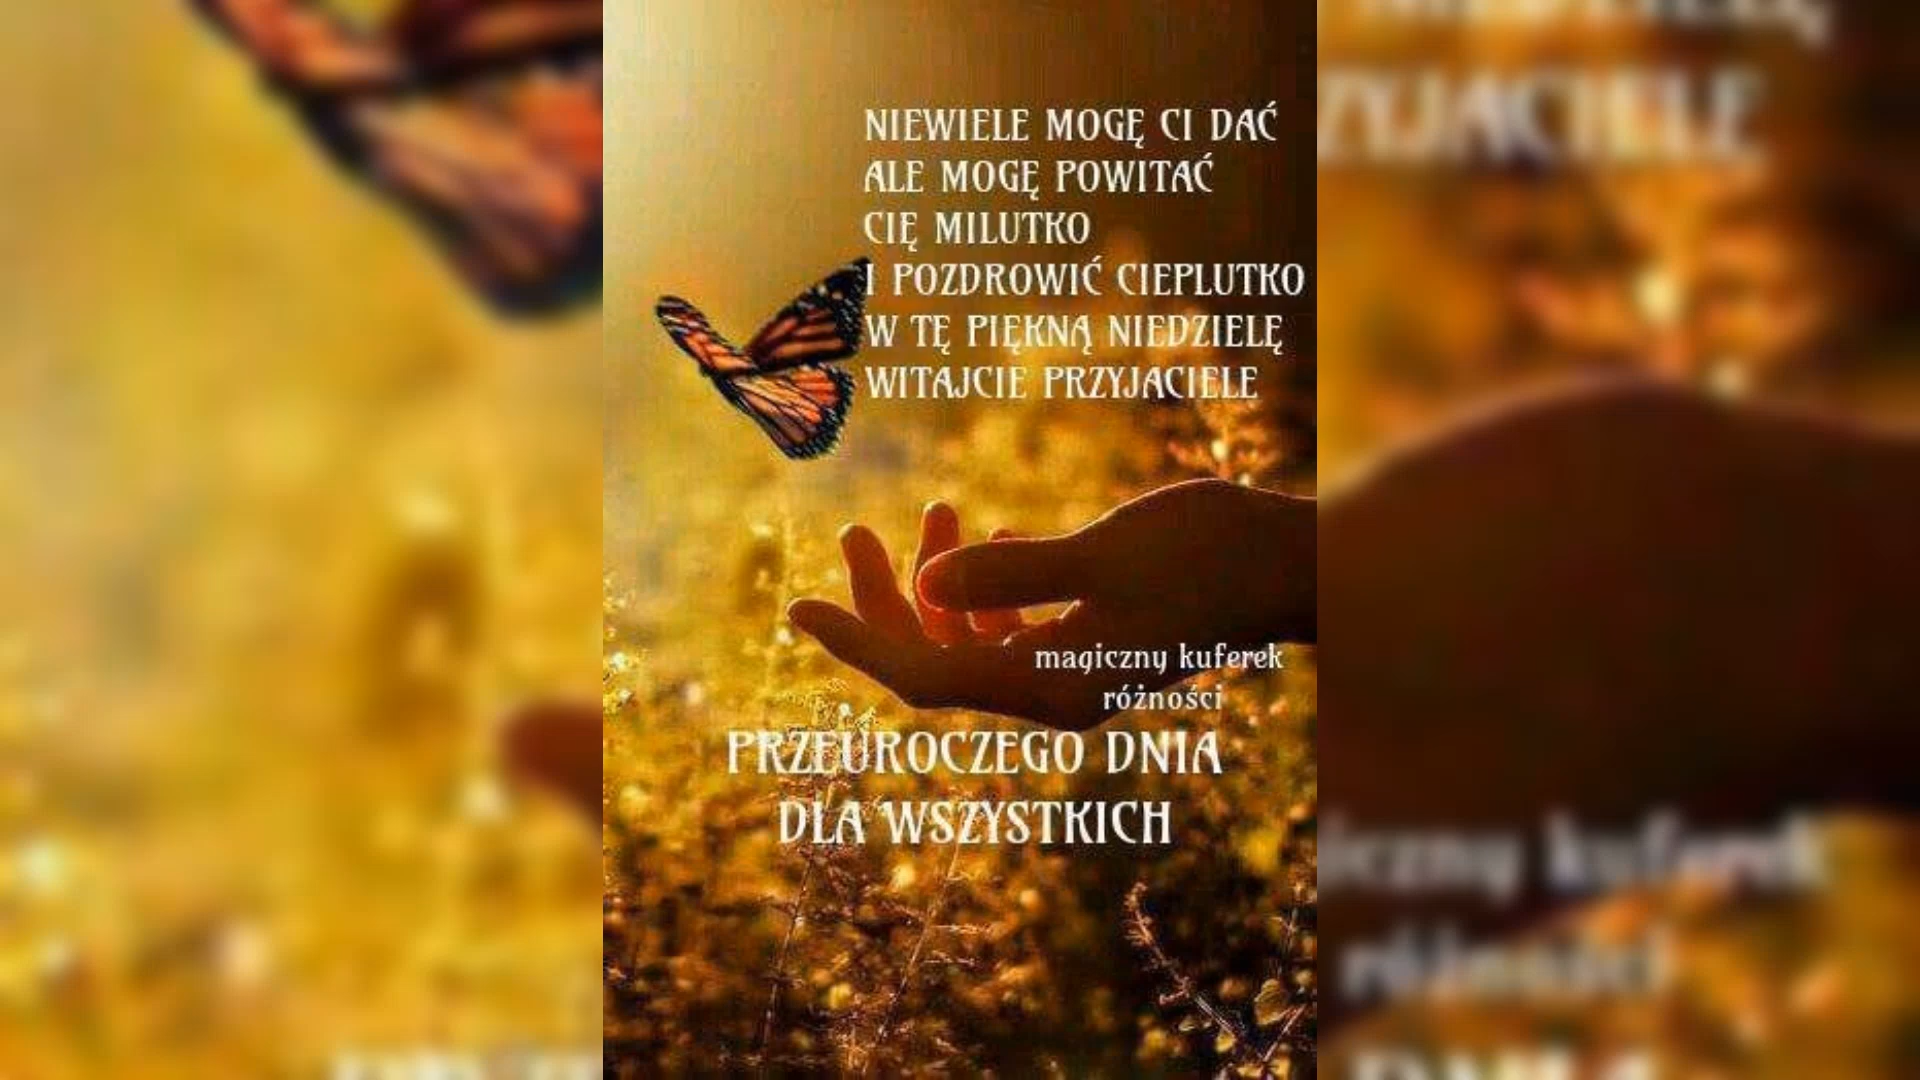 NIEWIELE MOGĘ CI DAĆ
ALE MOGĘ POWITAĆ
CIĘ MILUTKO
I POZDROWIĆ CIEPLUTKO
W TĘ PIĘKNĄ NIEDZIELĘ
WITAJCIE PRZYJACIELE
magiczny kuferek
różności
PRZEUROCZEGO DNIA
DLA WSZYSTKICH